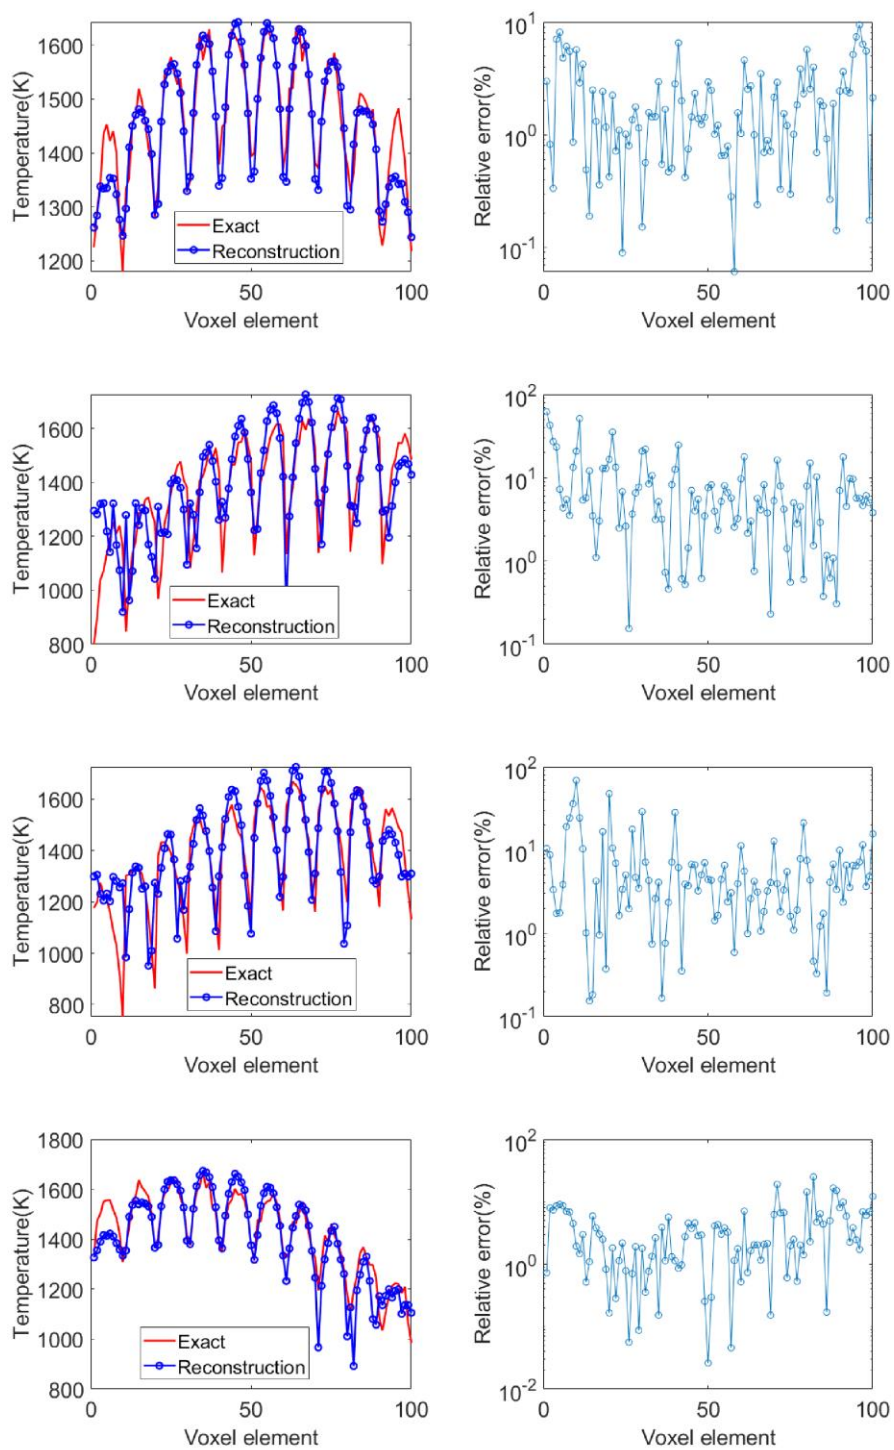 Temperature(K)
1600
1500
1400
1300
1200
Exact
Reconstruction
0 50 100
Voxel element
Relative error(%)
10^1
10^0
10^-1
0 50 100
Voxel element
Temperature(K)
1600
1400
1200
1000
800
Exact
Reconstruction
0 50 100
Voxel element
Relative error(%)
10^2
10^1
10^0
10^-1
0 50 100
Voxel element
Temperature(K)
1600
1400
1200
1000
800
Exact
Reconstruction
0 50 100
Voxel element
Relative error(%)
10^2
10^1
10^0
10^-1
0 50 100
Voxel element
Temperature(K)
1800
1600
1400
1200
1000
800
Exact
Reconstruction
0 50 100
Voxel element
Relative error(%)
10^2
10^0
10^-2
0 50 100
Voxel element